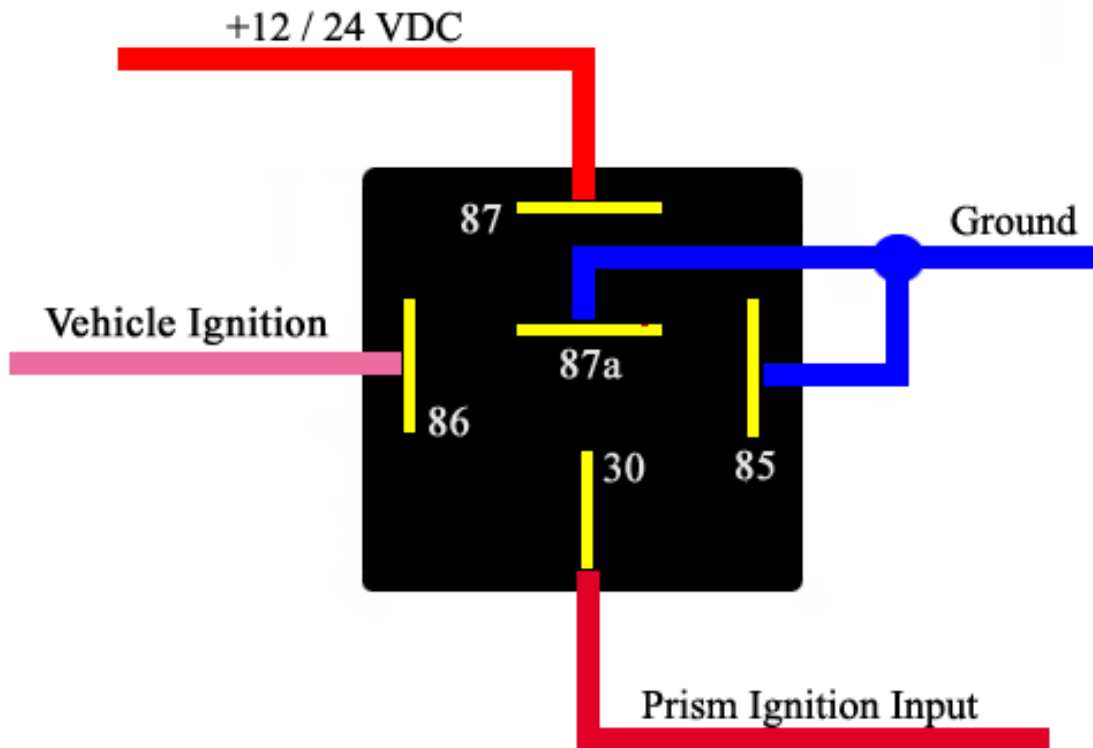 +12 / 24 VDC
87
Ground
Vehicle Ignition
87a
86
30
85
Prism Ignition Input